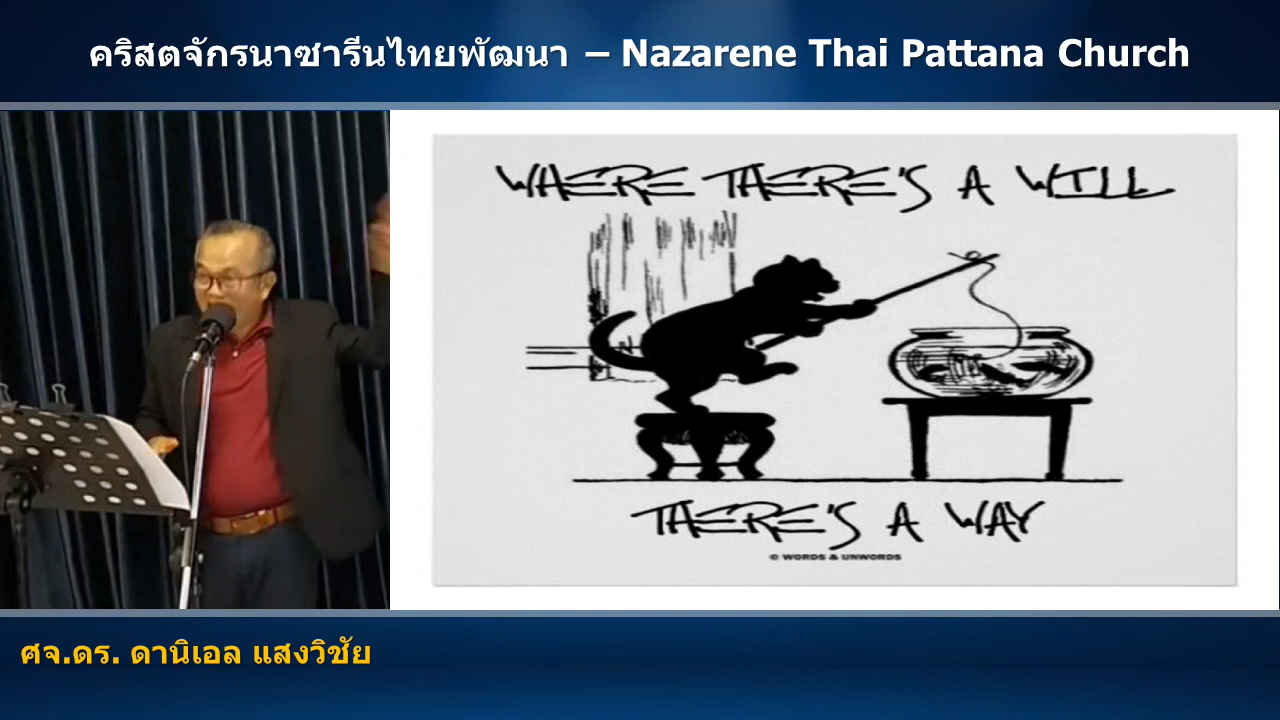 คริสตจักรนาซารีนไทยพัฒนา – Nazarene Thai Pattana Church
WHERE THERE'S A WILL
THERE'S A WAY
© WORDS & UNWORDS
ศจ.ดร. ดานิเอล แสงวิชัย